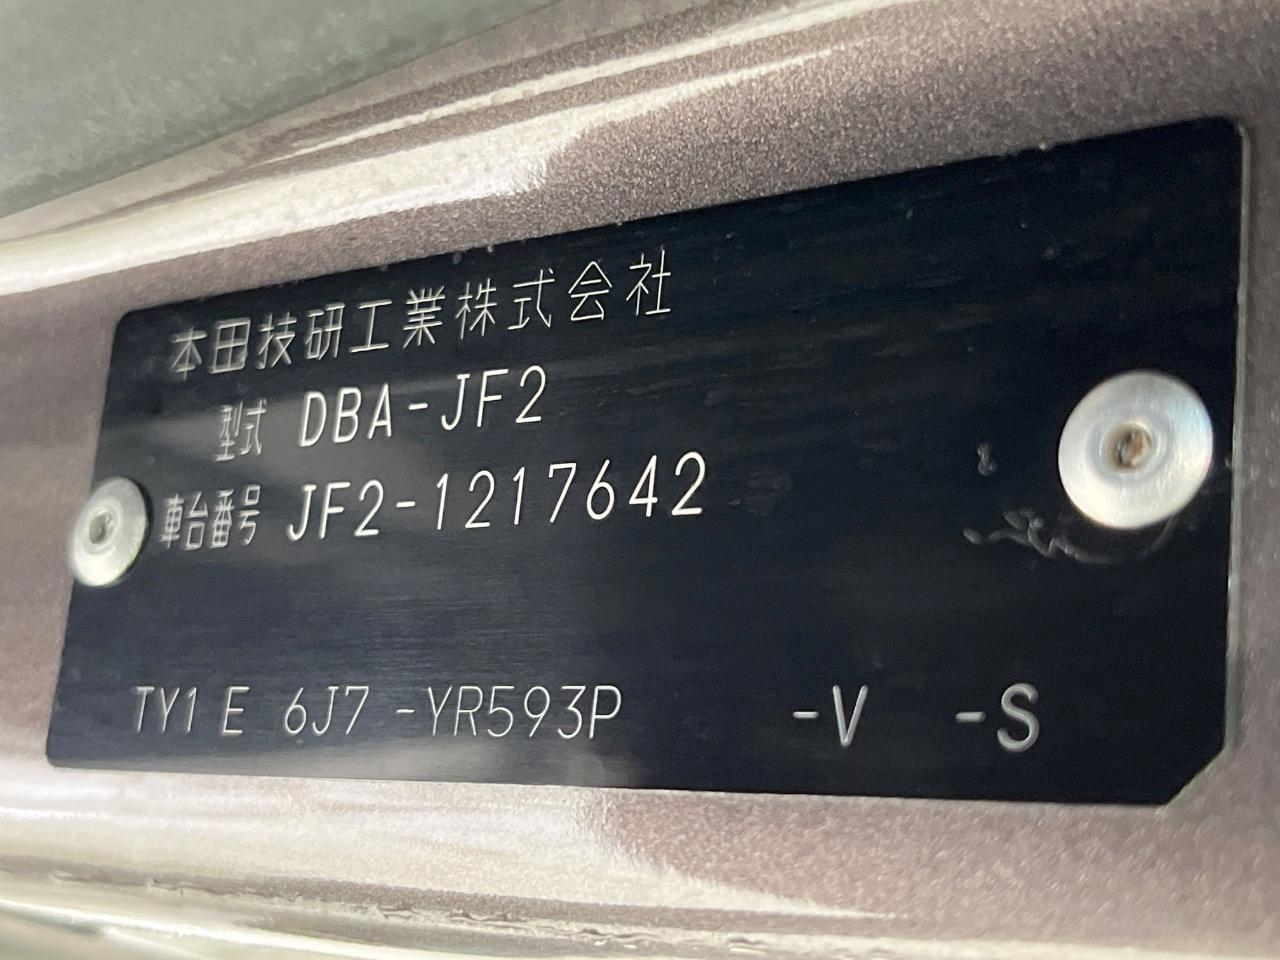 本田技研工業株式会社
型式 DBA-JF2
車台番号 JF2-1217642
TY1 E 6J7 -YR593P -V -S